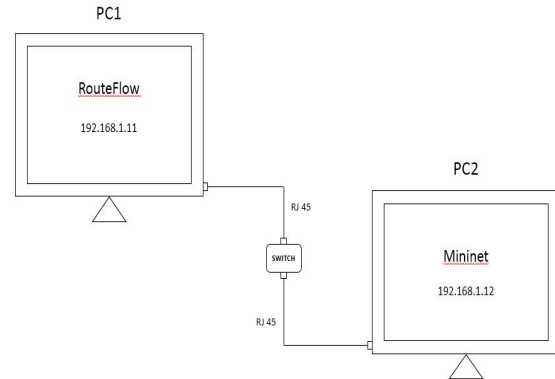 PC1
RouteFlow
192.168.1.11
PC2
RJ 45
SWITCH
Mininet
192.168.1.12
RJ 45